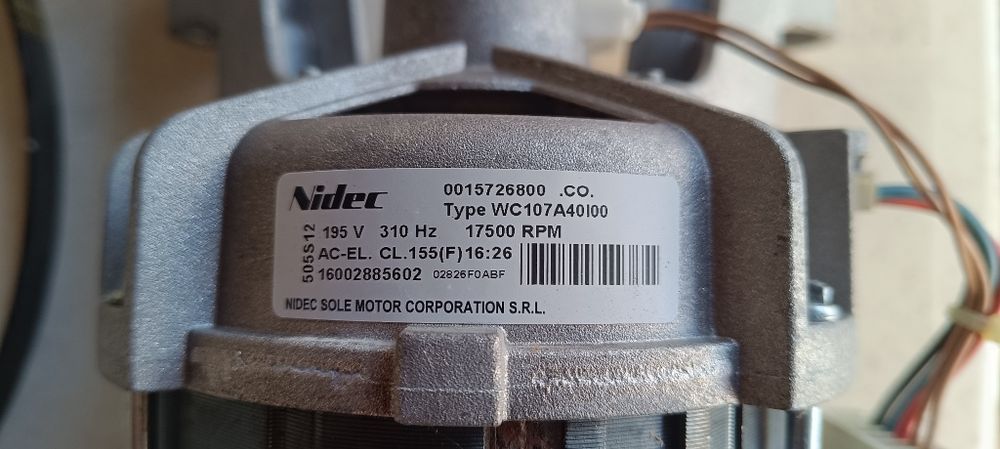 Nidec
0015726800 .CO.
Type WC107A40I00
505S12
195 V 310 Hz 17500 RPM
AC-EL. CL.155(F)16:26
16002885602 02826F0ABF
NIDEC SOLE MOTOR CORPORATION S.R.L.